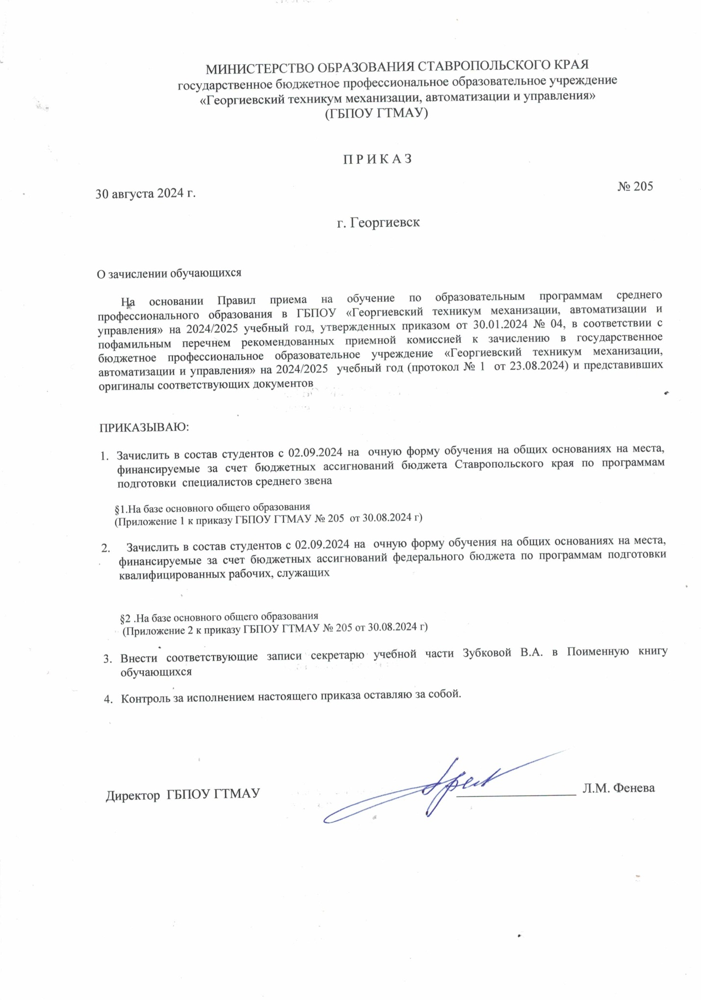 МИНИСТЕРСТВО ОБРАЗОВАНИЯ СТАВРОПОЛЬСКОГО КРАЯ
государственное бюджетное профессиональное образовательное учреждение
«Георгиевский техникум механизации, автоматизации и управления»
(ГБПОУ ГТМАУ)
П Р И К А З
30 августа 2024 г. № 205
г. Георгиевск
О зачислении обучающихся
На основании Правил приема на обучение по образовательным программам среднего
профессионального образования в ГБПОУ «Георгиевский техникум механизации, автоматизации и
управления» на 2024/2025 учебный год, утвержденных приказом от 30.01.2024 № 04, в соответствии с
пофамильным перечнем рекомендованных приемной комиссией к зачислению в государственное
бюджетное профессиональное образовательное учреждение «Георгиевский техникум механизации,
автоматизации и управления» на 2024/2025 учебный год (протокол № 1 от 23.08.2024) и представивших
оригиналы соответствующих документов
ПРИКАЗЫВАЮ:
1. Зачислить в состав студентов с 02.09.2024 на очную форму обучения на общих основаниях на места,
финансируемые за счет бюджетных ассигнований бюджета Ставропольского края по программам
подготовки специалистов среднего звена
§1.На базе основного общего образования
(Приложение 1 к приказу ГБПОУ ГТМАУ № 205 от 30.08.2024 г)
2. Зачислить в состав студентов с 02.09.2024 на очную форму обучения на общих основаниях на места,
финансируемые за счет бюджетных ассигнований федерального бюджета по программам подготовки
квалифицированных рабочих, служащих
§2 .На базе основного общего образования
(Приложение 2 к приказу ГБПОУ ГТМАУ № 205 от 30.08.2024 г)
3. Внести соответствующие записи секретарю учебной части Зубковой В.А. в Поименную книгу
обучающихся
4. Контроль за исполнением настоящего приказа оставляю за собой.
Директор ГБПОУ ГТМАУ Л.М. Фенева